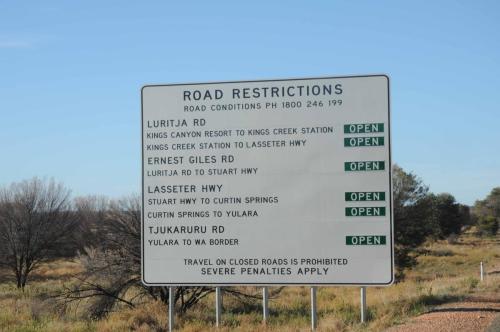 ROAD RESTRICTIONS
ROAD CONDITIONS PH 1800 246 199
LURITJA RD
KINGS CANYON RESORT TO KINGS CREEK STATION OPEN
KINGS CREEK STATION TO LASSETER HWY OPEN
ERNEST GILES RD
LURITJA RD TO STUART HWY OPEN
LASSETER HWY
STUART HWY TO CURTIN SPRINGS OPEN
CURTIN SPRINGS TO YULARA OPEN
TJUKARURU RD
YULARA TO WA BORDER OPEN
TRAVEL ON CLOSED ROADS IS PROHIBITED
SEVERE PENALTIES APPLY